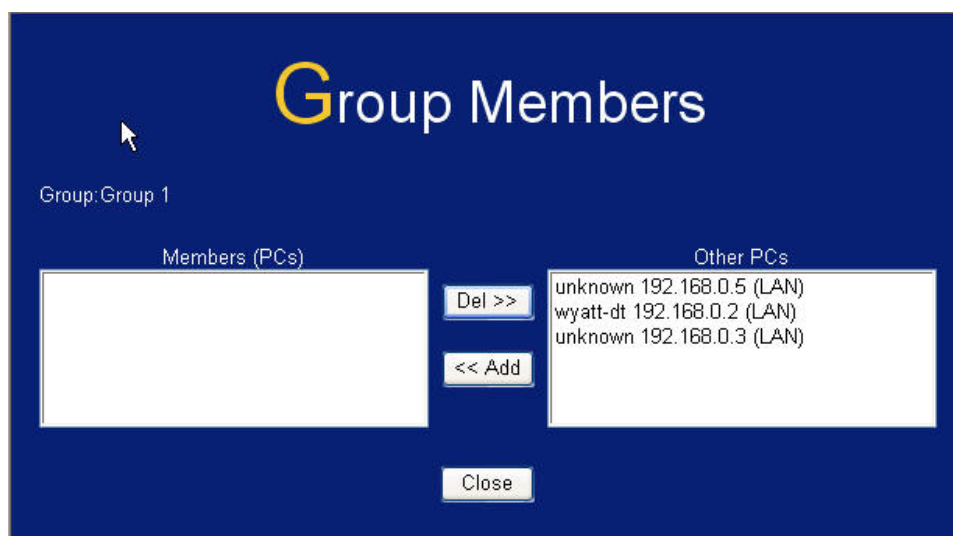 Group Members
Group:Group 1
Members (PCs)
Other PCs
unknown 192.168.0.5 (LAN)
wyatt-dt 192.168.0.2 (LAN)
unknown 192.168.0.3 (LAN)
Del >>
<< Add
Close